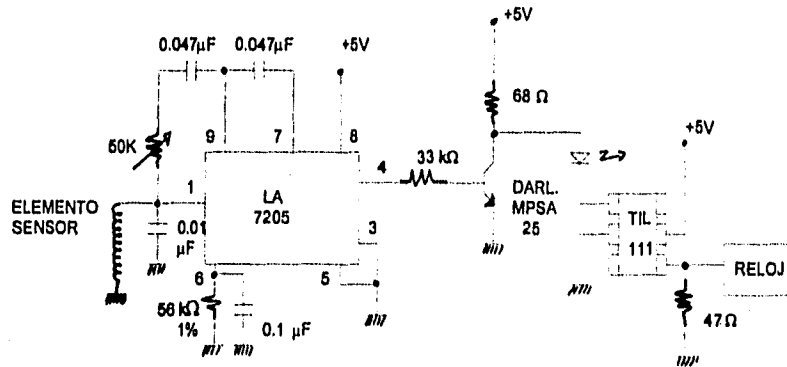 +5V
0.047µF
0.047µF
+5V
68 Ω
50K
9
7
8
+5V
33 kΩ
4
1
LA
7205
DARL.
MPSA
25
ELEMENTO
SENSOR
0.01
µF
3
TIL
111
RELOJ
6
5
56 kΩ
1%
0.1 µF
47Ω